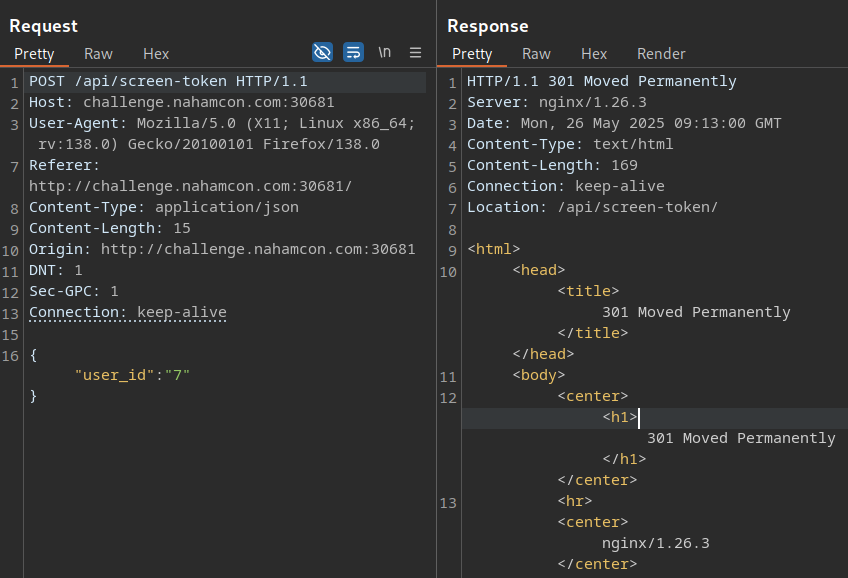 Request
Pretty Raw Hex \n
1 POST /api/screen-token HTTP/1.1
2 Host: challenge.nahamcon.com:30681
3 User-Agent: Mozilla/5.0 (X11; Linux x86_64;
rv:138.0) Gecko/20100101 Firefox/138.0
7 Referer:
http://challenge.nahamcon.com:30681/
8 Content-Type: application/json
9 Content-Length: 15
10 Origin: http://challenge.nahamcon.com:30681
11 DNT: 1
12 Sec-GPC: 1
13 Connection: keep-alive
15
16 {
"user_id":"7"
}
Response
Pretty Raw Hex Render
1 HTTP/1.1 301 Moved Permanently
2 Server: nginx/1.26.3
3 Date: Mon, 26 May 2025 09:13:00 GMT
4 Content-Type: text/html
5 Content-Length: 169
6 Connection: keep-alive
7 Location: /api/screen-token/
8
9 <html>
10 <head>
<title>
301 Moved Permanently
</title>
</head>
11 <body>
12 <center>
<h1>
301 Moved Permanently
</h1>
</center>
13 <hr>
<center>
nginx/1.26.3
</center>